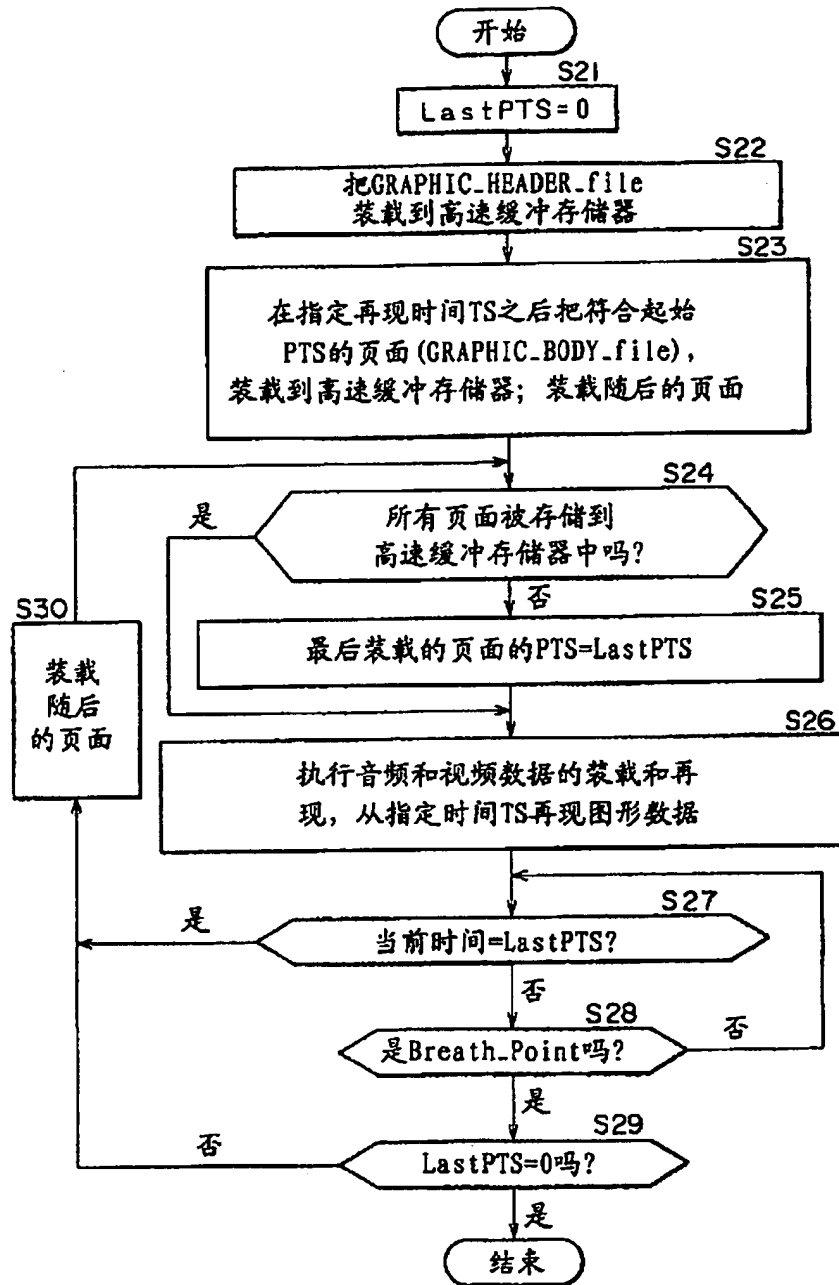 开始
S21
LastPTS=0
S22
把GRAPHIC_HEADER_file
装载到高速缓冲存储器
S23
在指定再现时间TS之后把符合起始
PTS的页面(GRAPHIC_BODY_file),
装载到高速缓冲存储器; 装载随后的页面
S24
是
所有页面被存储到
高速缓冲存储器中吗?
否
S25
最后装载的页面的PTS=LastPTS
S30
装载
随后
的页面
S26
执行音频和视频数据的装载和再
现, 从指定时间TS再现图形数据
S27
是
当前时间=LastPTS?
否
S28
是Breath_Point吗?
否
是
S29
否
LastPTS=0吗?
是
结束